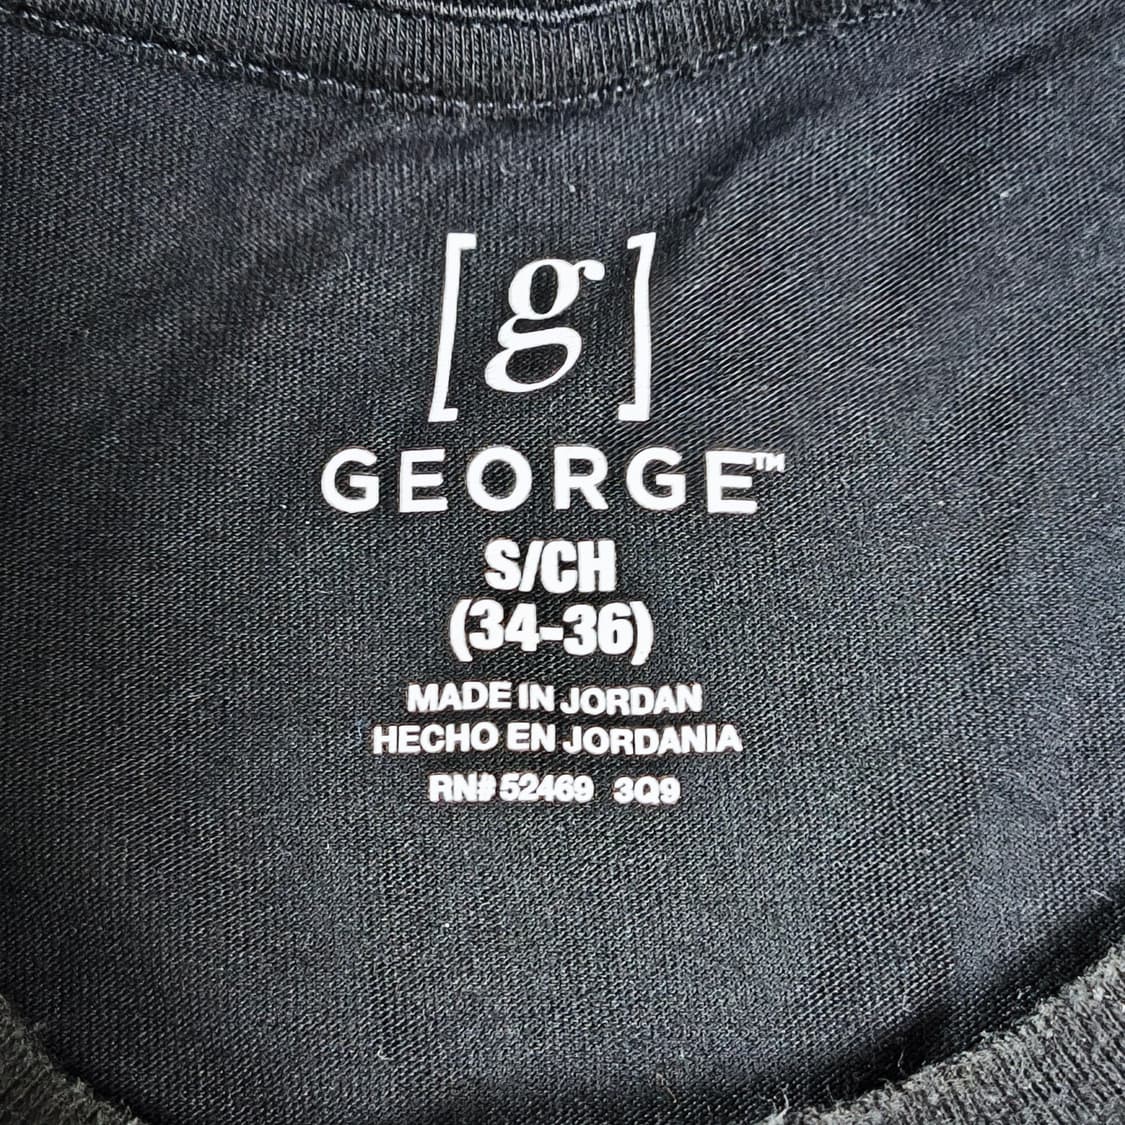 [g]
GEORGE™
S/CH
(34-36)
MADE IN JORDAN
HECHO EN JORDANIA
RN# 52469 3Q9